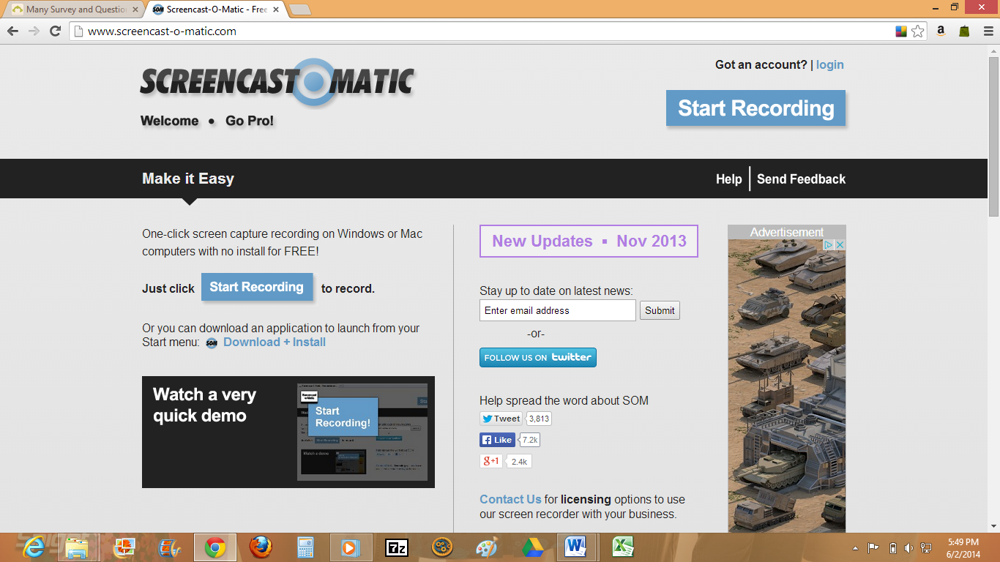 Many Survey and Question
Screencast-O-Matic - Free
www.screencast-o-matic.com
SCREENCAST O MATIC
Got an account? | login
Start Recording
Welcome • Go Pro!
Make it Easy
Help
Send Feedback
One-click screen capture recording on Windows or Mac
computers with no install for FREE!
Just click Start Recording to record.
Or you can download an application to launch from your
Start menu: SOM Download + Install
Watch a very
quick demo
Start
Recording!
New Updates ▪ Nov 2013
Stay up to date on latest news:
Enter email address
Submit
-or-
FOLLOW US ON twitter
Help spread the word about SOM
Tweet 3,813
Like 7.2k
g+1 2.4k
Contact Us for licensing options to use
our screen recorder with your business.
Advertisement
7z
5:49 PM
6/2/2014